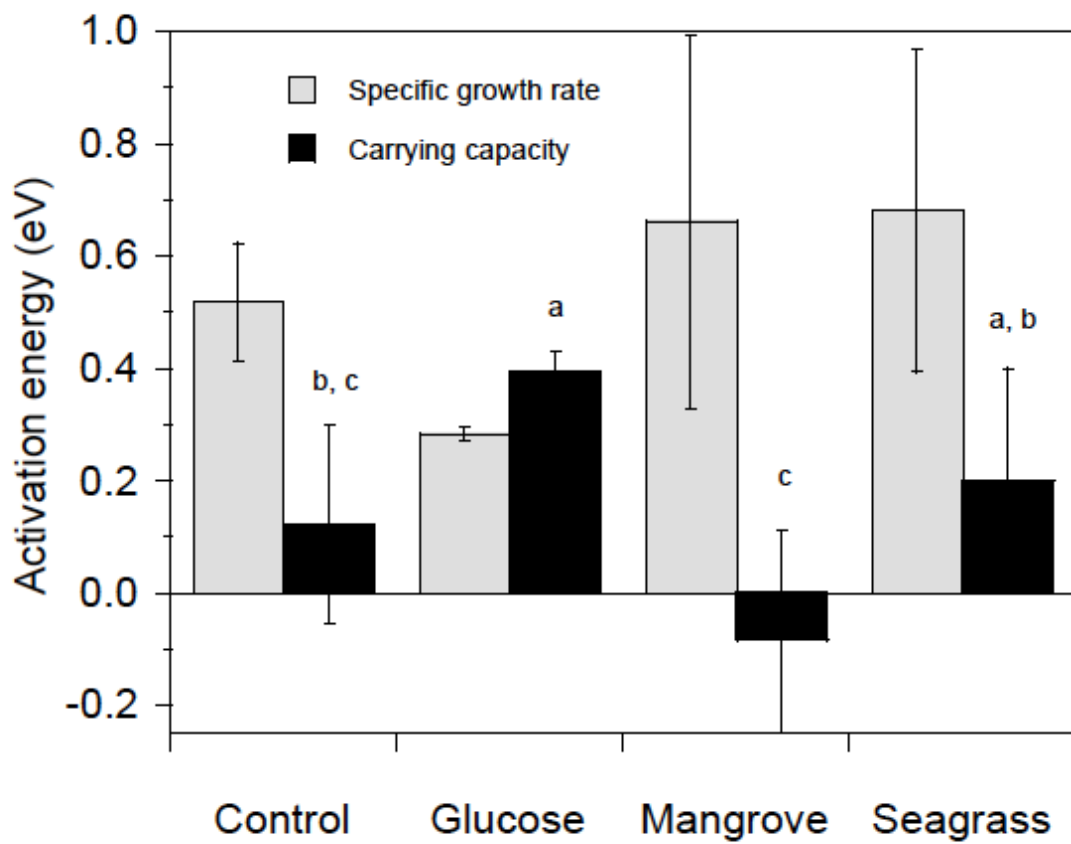 1.0
Specific growth rate
Carrying capacity
0.8
0.6
0.4
0.2
0.0
-0.2
Activation energy (eV)
b, c
a
c
a, b
Control Glucose Mangrove Seagrass